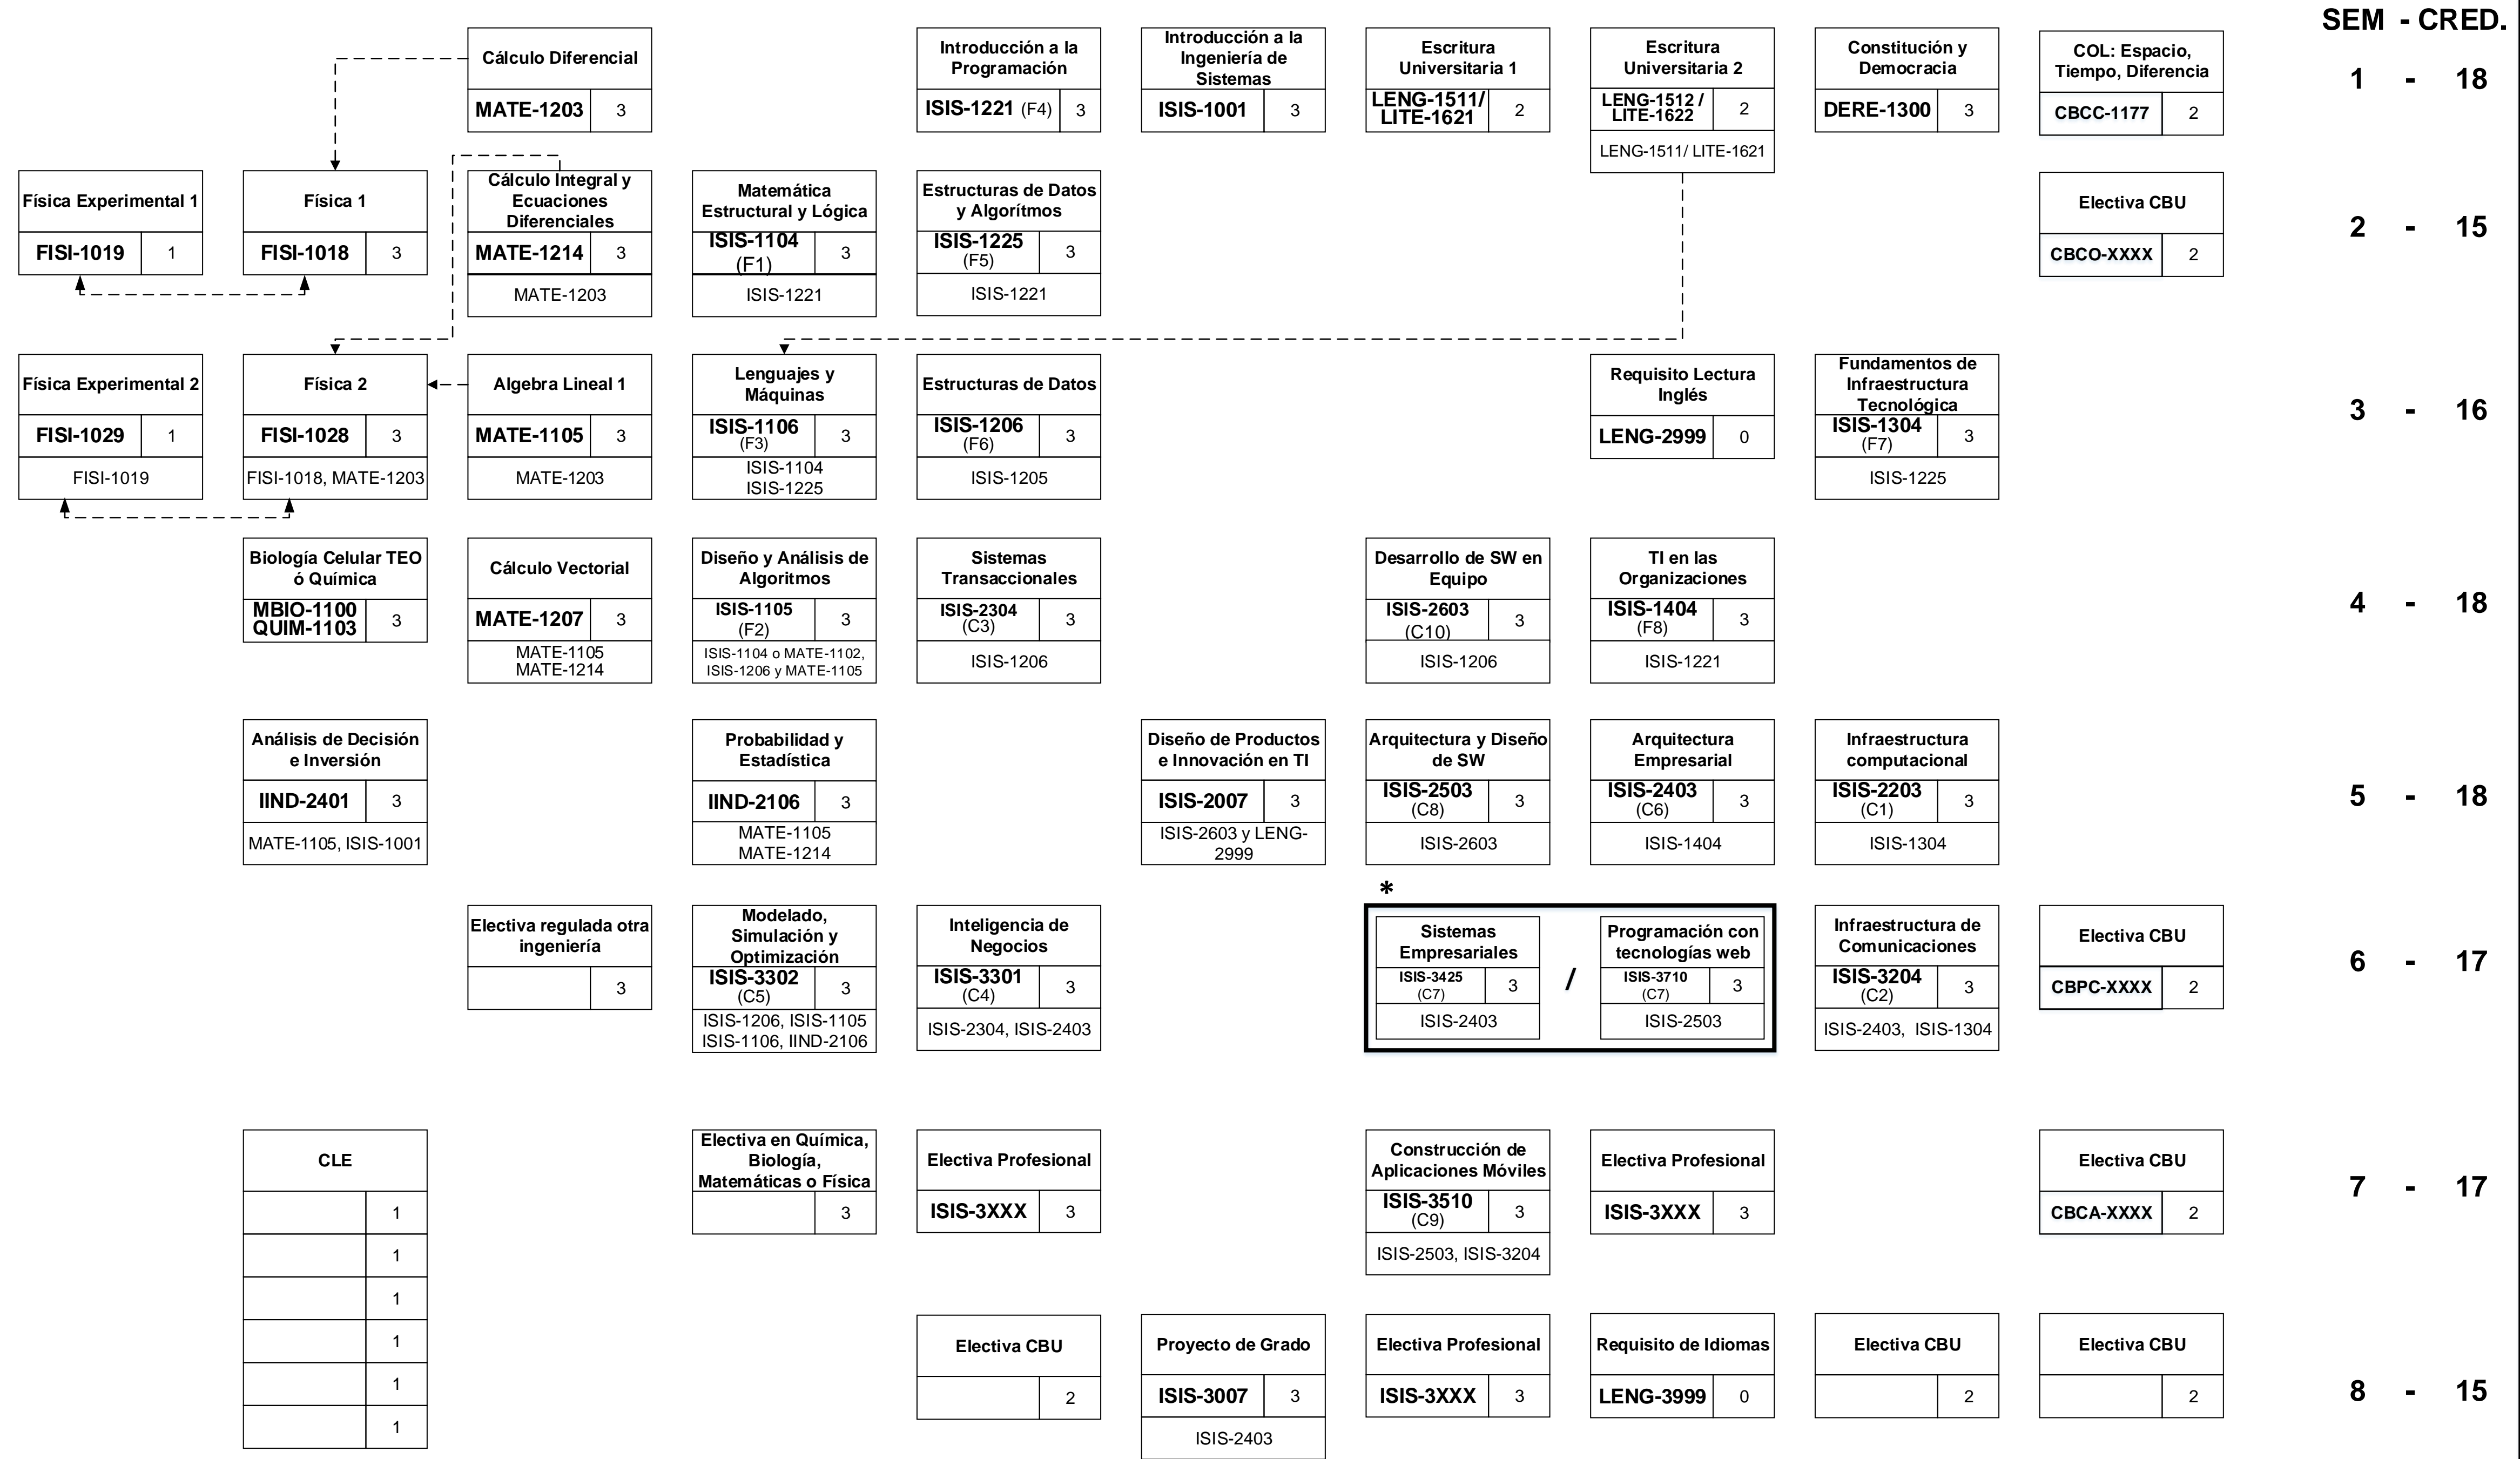 SEM - CRED.
Cálculo Diferencial
MATE-1203 3
Introducción a la
Programación
ISIS-1221 (F4) 3
Introducción a la
Ingeniería de
Sistemas
ISIS-1001 3
Escritura
Universitaria 1
LENG-1511/
LITE-1621 2
Escritura
Universitaria 2
LENG-1512 /
LITE-1622 2
LENG-1511/ LITE-1621
Constitución y
Democracia
DERE-1300 3
COL: Espacio,
Tiempo, Diferencia
CBCC-1177 2
1 - 18
Física Experimental 1
FISI-1019 1
Física 1
FISI-1018 3
Cálculo Integral y
Ecuaciones
Diferenciales
MATE-1214 3
MATE-1203
Matemática
Estructural y Lógica
ISIS-1104
(F1) 3
ISIS-1221
Estructuras de Datos
y Algorítmos
ISIS-1225
(F5) 3
ISIS-1221
Electiva CBU
CBCO-XXXX 2
2 - 15
Física Experimental 2
FISI-1029 1
FISI-1019
Física 2
FISI-1028 3
FISI-1018, MATE-1203
Algebra Lineal 1
MATE-1105 3
MATE-1203
Lenguajes y
Máquinas
ISIS-1106
(F3) 3
ISIS-1104
ISIS-1225
Estructuras de Datos
ISIS-1206
(F6) 3
ISIS-1205
Requisito Lectura
Inglés
LENG-2999 0
Fundamentos de
Infraestructura
Tecnológica
ISIS-1304
(F7) 3
ISIS-1225
3 - 16
Biología Celular TEO
ó Química
MBIO-1100
QUIM-1103 3
Cálculo Vectorial
MATE-1207 3
MATE-1105
MATE-1214
Diseño y Análisis de
Algoritmos
ISIS-1105
(F2) 3
ISIS-1104 o MATE-1102,
ISIS-1206 y MATE-1105
Sistemas
Transaccionales
ISIS-2304
(C3) 3
ISIS-1206
Desarrollo de SW en
Equipo
ISIS-2603
(C10) 3
ISIS-1206
TI en las
Organizaciones
ISIS-1404
(F8) 3
ISIS-1221
4 - 18
Análisis de Decisión
e Inversión
IIND-2401 3
MATE-1105, ISIS-1001
Probabilidad y
Estadística
IIND-2106 3
MATE-1105
MATE-1214
Diseño de Productos
e Innovación en TI
ISIS-2007 3
ISIS-2603 y LENG-
2999
Arquitectura y Diseño
de SW
ISIS-2503
(C8) 3
ISIS-2603
Arquitectura
Empresarial
ISIS-2403
(C6) 3
ISIS-1404
Infraestructura
computacional
ISIS-2203
(C1) 3
ISIS-1304
5 - 18
Electiva regulada otra
ingeniería
3
Modelado,
Simulación y
Optimización
ISIS-3302
(C5) 3
ISIS-1206, ISIS-1105
ISIS-1106, IIND-2106
Inteligencia de
Negocios
ISIS-3301
(C4) 3
ISIS-2304, ISIS-2403
*
Sistemas
Empresariales
ISIS-3425
(C7) 3
ISIS-2403
/
Programación con
tecnologías web
ISIS-3710
(C7) 3
ISIS-2503
Infraestructura de
Comunicaciones
ISIS-3204
(C2) 3
ISIS-2403, ISIS-1304
Electiva CBU
CBPC-XXXX 2
6 - 17
CLE
1
1
1
1
1
1
Electiva en Química,
Biología,
Matemáticas o Física
3
Electiva Profesional
ISIS-3XXX 3
Construcción de
Aplicaciones Móviles
ISIS-3510
(C9) 3
ISIS-2503, ISIS-3204
Electiva Profesional
ISIS-3XXX 3
Electiva CBU
CBCA-XXXX 2
7 - 17
Electiva CBU
2
Proyecto de Grado
ISIS-3007 3
ISIS-2403
Electiva Profesional
ISIS-3XXX 3
Requisito de Idiomas
LENG-3999 0
Electiva CBU
2
Electiva CBU
2
8 - 15